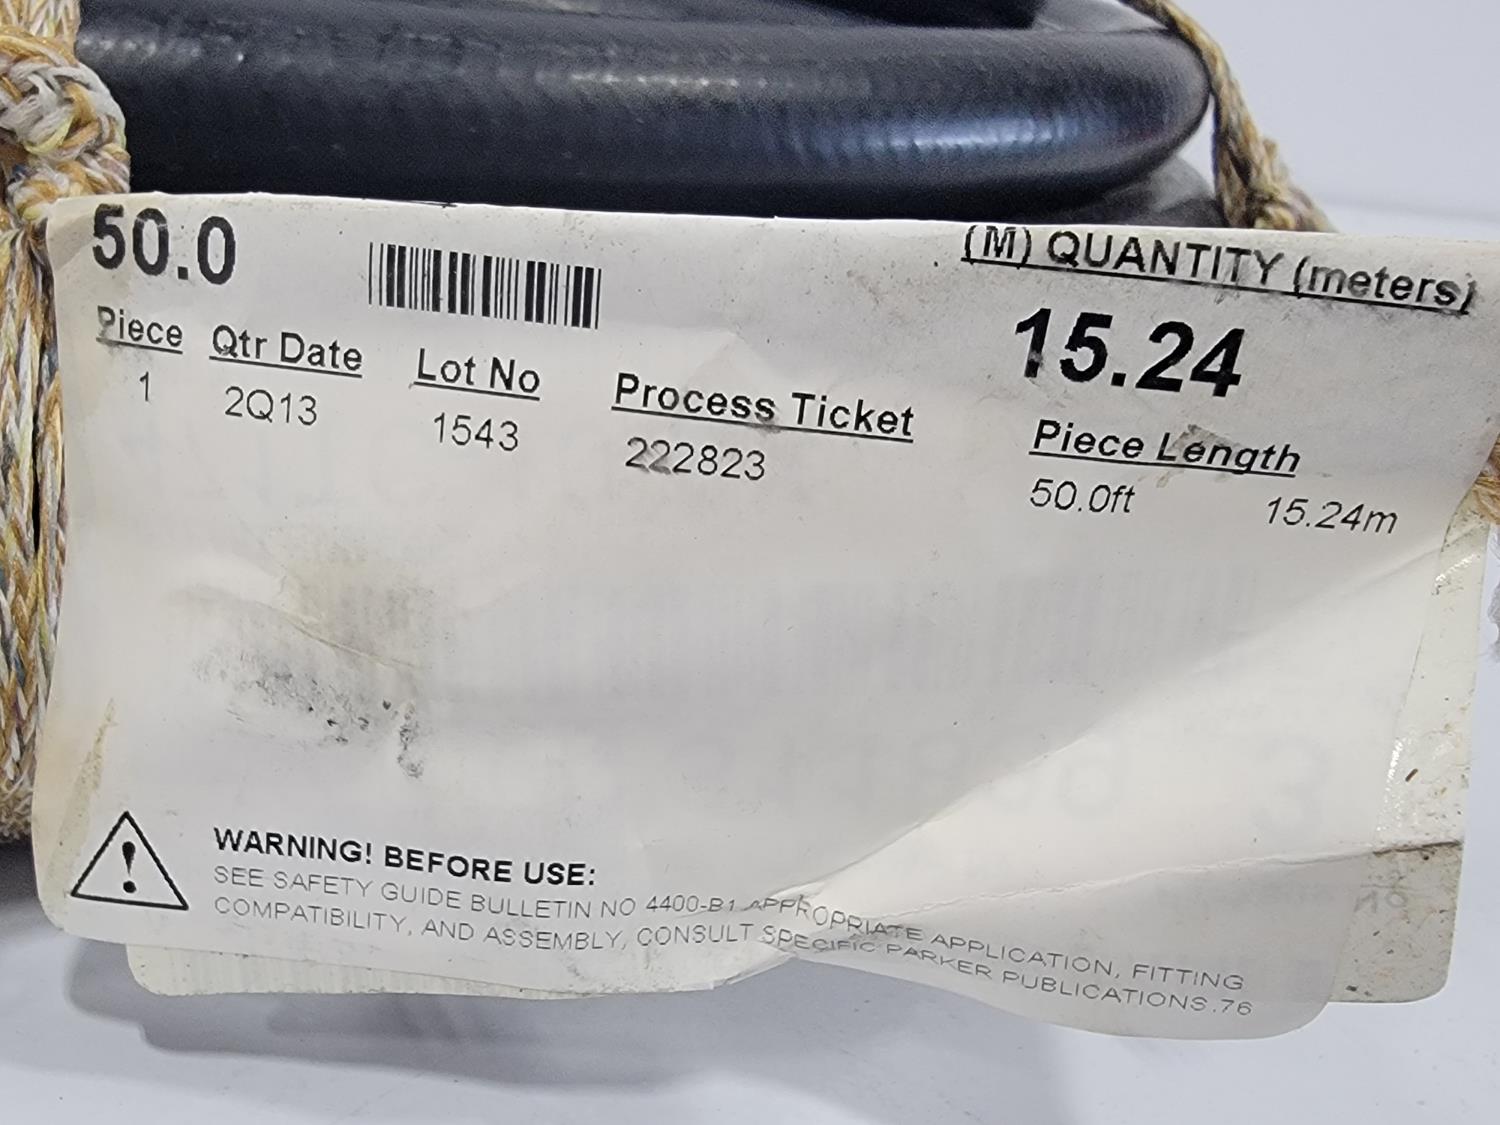 50.0
(M) QUANTITY (meters)
15.24
Piece Qtr Date Lot No Process Ticket
1 2Q13 1543 222823
Piece Length
50.0ft 15.24m
WARNING! BEFORE USE:
SEE SAFETY GUIDE BULLETIN NO 4400-B1 APPROPRIATE APPLICATION, FITTING
COMPATIBILITY, AND ASSEMBLY, CONSULT SPECIFIC PARKER PUBLICATIONS.76